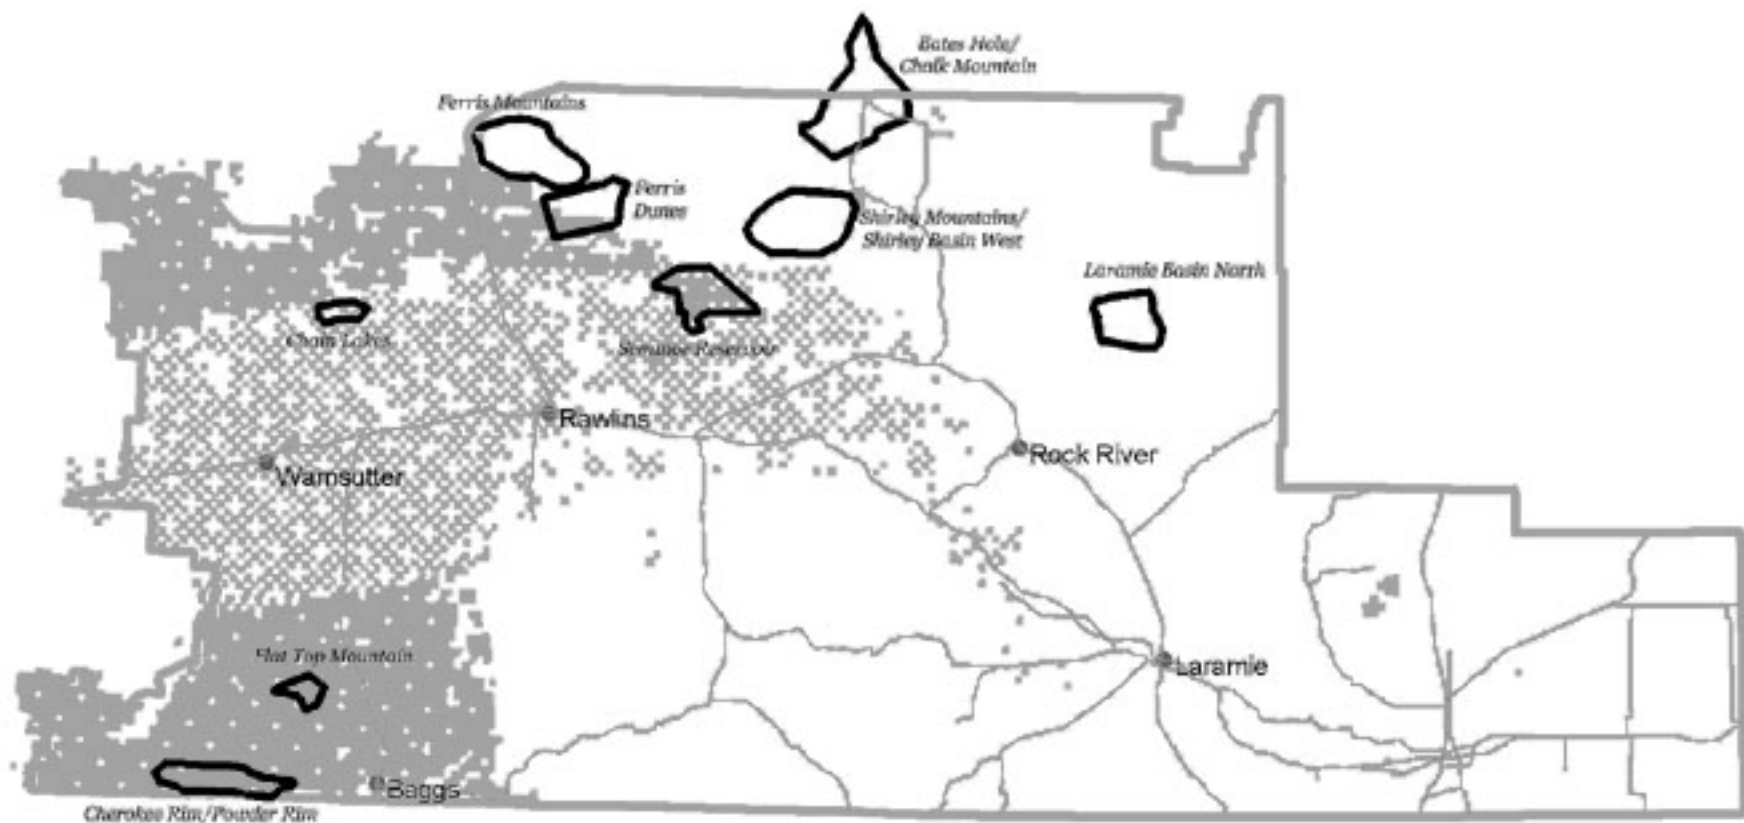 Bates Hole/
Chalk Mountain
Ferris Mountains
Ferris
Dunes
Shirley Mountains/
Shirley Basin West
Laramie Basin North
Chain Lakes
Seminoe Reservoir
Rawlins
Rock River
Wamsutter
Flat Top Mountain
Laramie
Baggs
Cherokee Rim/Powder Rim